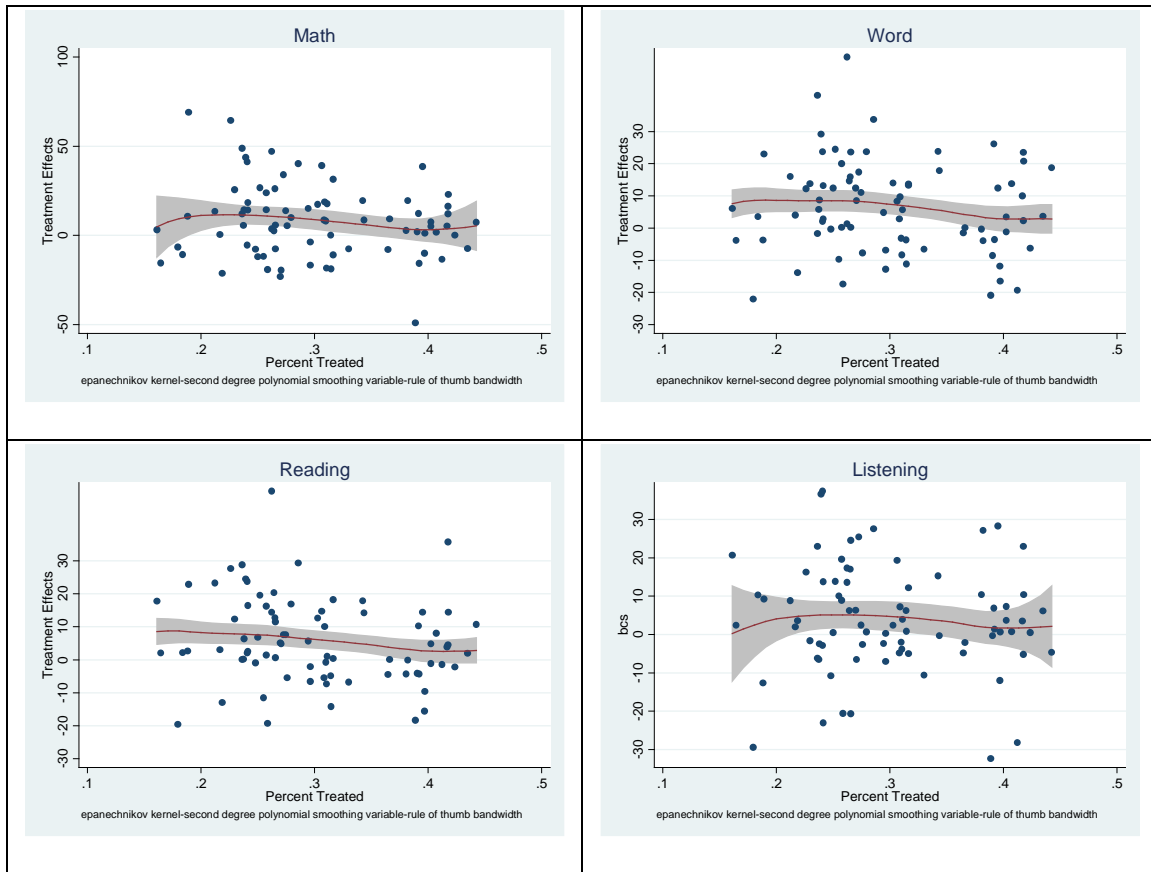 Math
Treatment Effects
100
50
0
-50
.1 .2 .3 .4 .5
Percent Treated
epanechnikov kernel-second degree polynomial smoothing variable-rule of thumb bandwidth
Word
Treatment Effects
30
20
10
0
-10
-20
-30
.1 .2 .3 .4 .5
Percent Treated
epanechnikov kernel-second degree polynomial smoothing variable-rule of thumb bandwidth
Reading
Treatment Effects
30
20
10
0
-10
-20
-30
.1 .2 .3 .4 .5
Percent Treated
epanechnikov kernel-second degree polynomial smoothing variable-rule of thumb bandwidth
Listening
bcs
30
20
10
0
-10
-20
-30
.1 .2 .3 .4 .5
Percent Treated
epanechnikov kernel-second degree polynomial smoothing variable-rule of thumb bandwidth